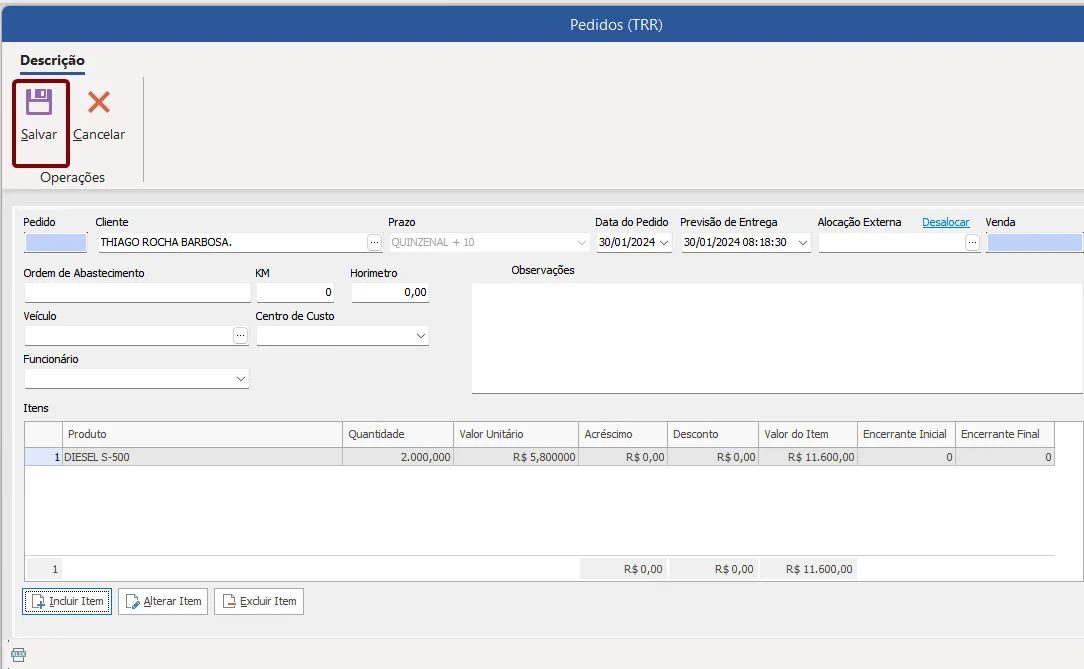 Pedidos (TRR)
Descrição
Salvar Cancelar
Operações
Pedido Cliente Prazo Data do Pedido Previsão de Entrega Alocação Externa Desalocar Venda
THIAGO ROCHA BARBOSA. ... QUINZENAL + 10 30/01/2024 30/01/2024 08:18:30 ...
Ordem de Abastecimento KM Horimetro Observações
0 0,00
Veículo Centro de Custo
...
Funcionário
Itens
Produto Quantidade Valor Unitário Acréscimo Desconto Valor do Item Encerrante Inicial Encerrante Final
1 DIESEL S-500 2.000,000 R$ 5,800000 R$ 0,00 R$ 0,00 R$ 11.600,00 0 0
1 R$ 0,00 R$ 0,00 R$ 11.600,00
Incluir Item Alterar Item Excluir Item